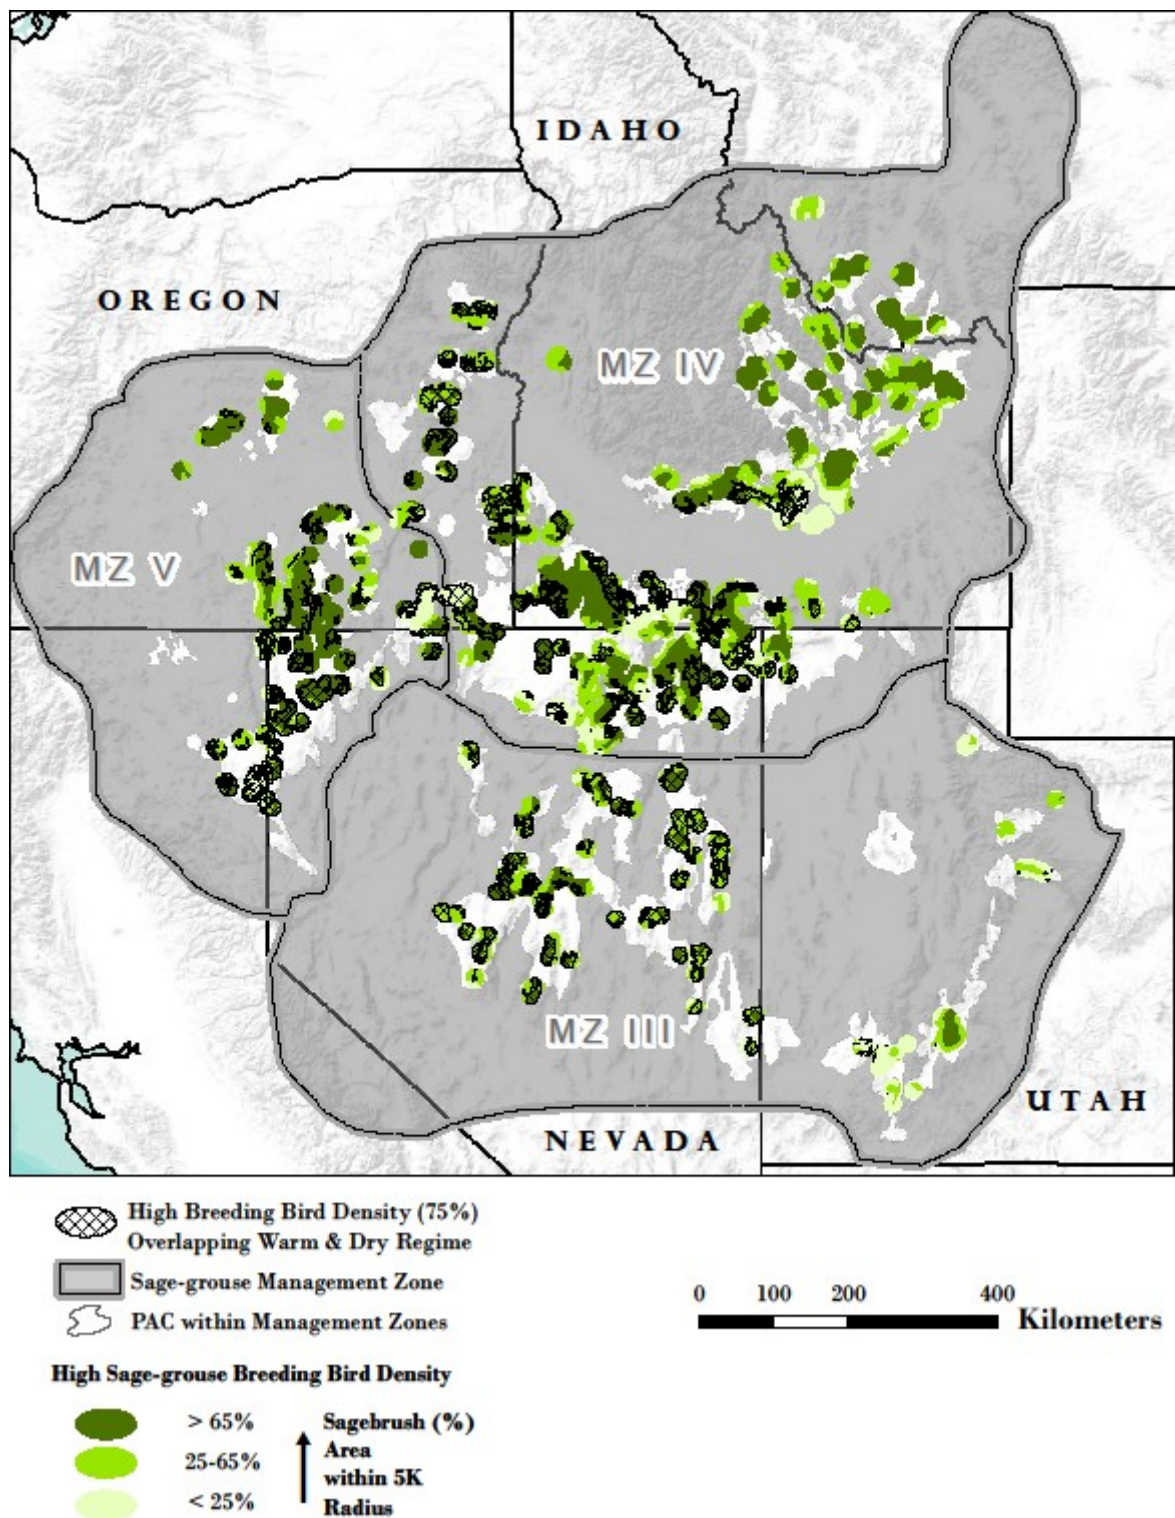 IDAHO
OREGON
MZ IV
MZ V
MZ III
UTAH
NEVADA
High Breeding Bird Density (75%)
Overlapping Warm & Dry Regime
Sage-grouse Management Zone
PAC within Management Zones
0 100 200 400 Kilometers
High Sage-grouse Breeding Bird Density
> 65%
25-65%
< 25%
Sagebrush (%)
Area
within 5K
Radius